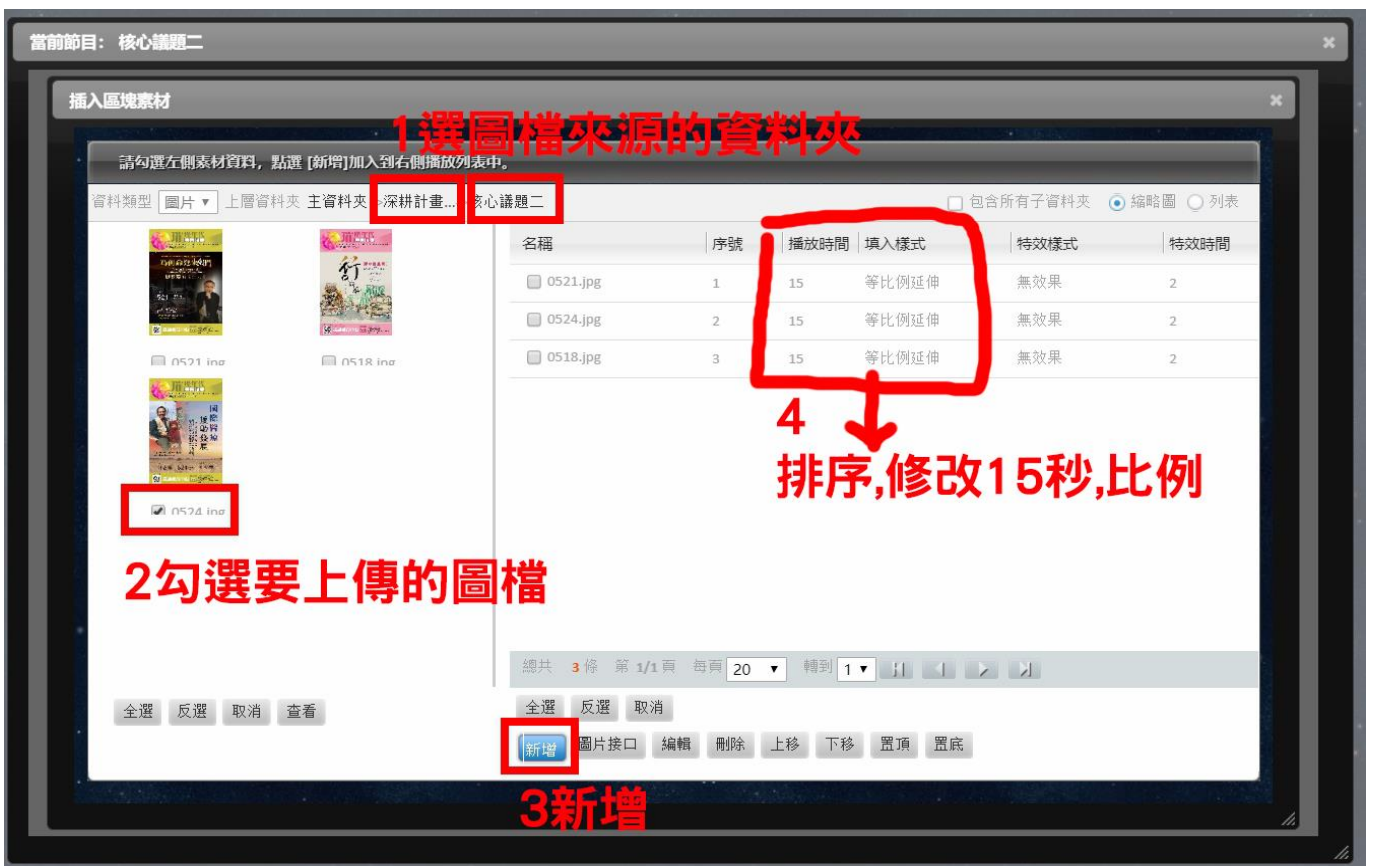 當前節目： 核心議題二
插入區塊素材
1選圖檔來源的資料夾
請勾選左側素材資料，點選 [新增]加入到右側播放列表中。
資料類型 圖片 上層資料夾 主資料夾 深耕計畫... 核心議題二 包含所有子資料夾 縮略圖 列表
名稱 序號 播放時間 填入樣式 特效樣式 特效時間
0521.jpg 1 15 等比例延伸 無效果 2
0524.jpg 2 15 等比例延伸 無效果 2
0518.jpg 3 15 等比例延伸 無效果 2
0521.jpg 0518.jpg
0524.jpg
4
排序,修改15秒,比例
2勾選要上傳的圖檔
總共 3條 第 1/1頁 每頁 20 轉到 1
全選 反選 取消 查看
全選 反選 取消
新增 圖片接口 編輯 刪除 上移 下移 置頂 置底
3新增